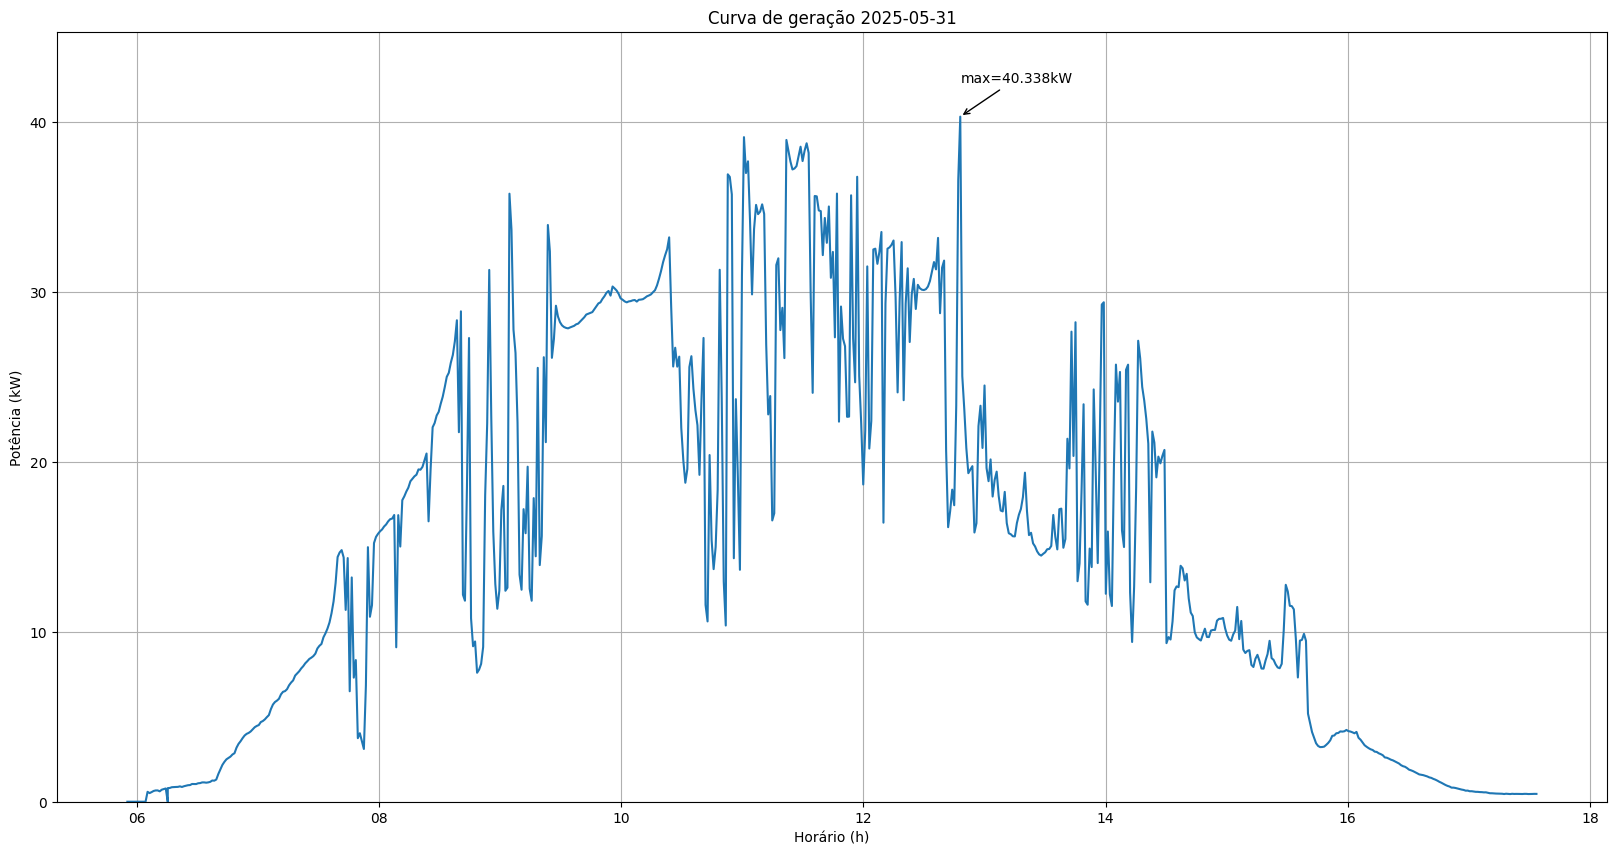 Curva de geração 2025-05-31
max=40.338kW
40
30
20
10
0
Potência (kW)
06 08 10 12 14 16 18
Horário (h)